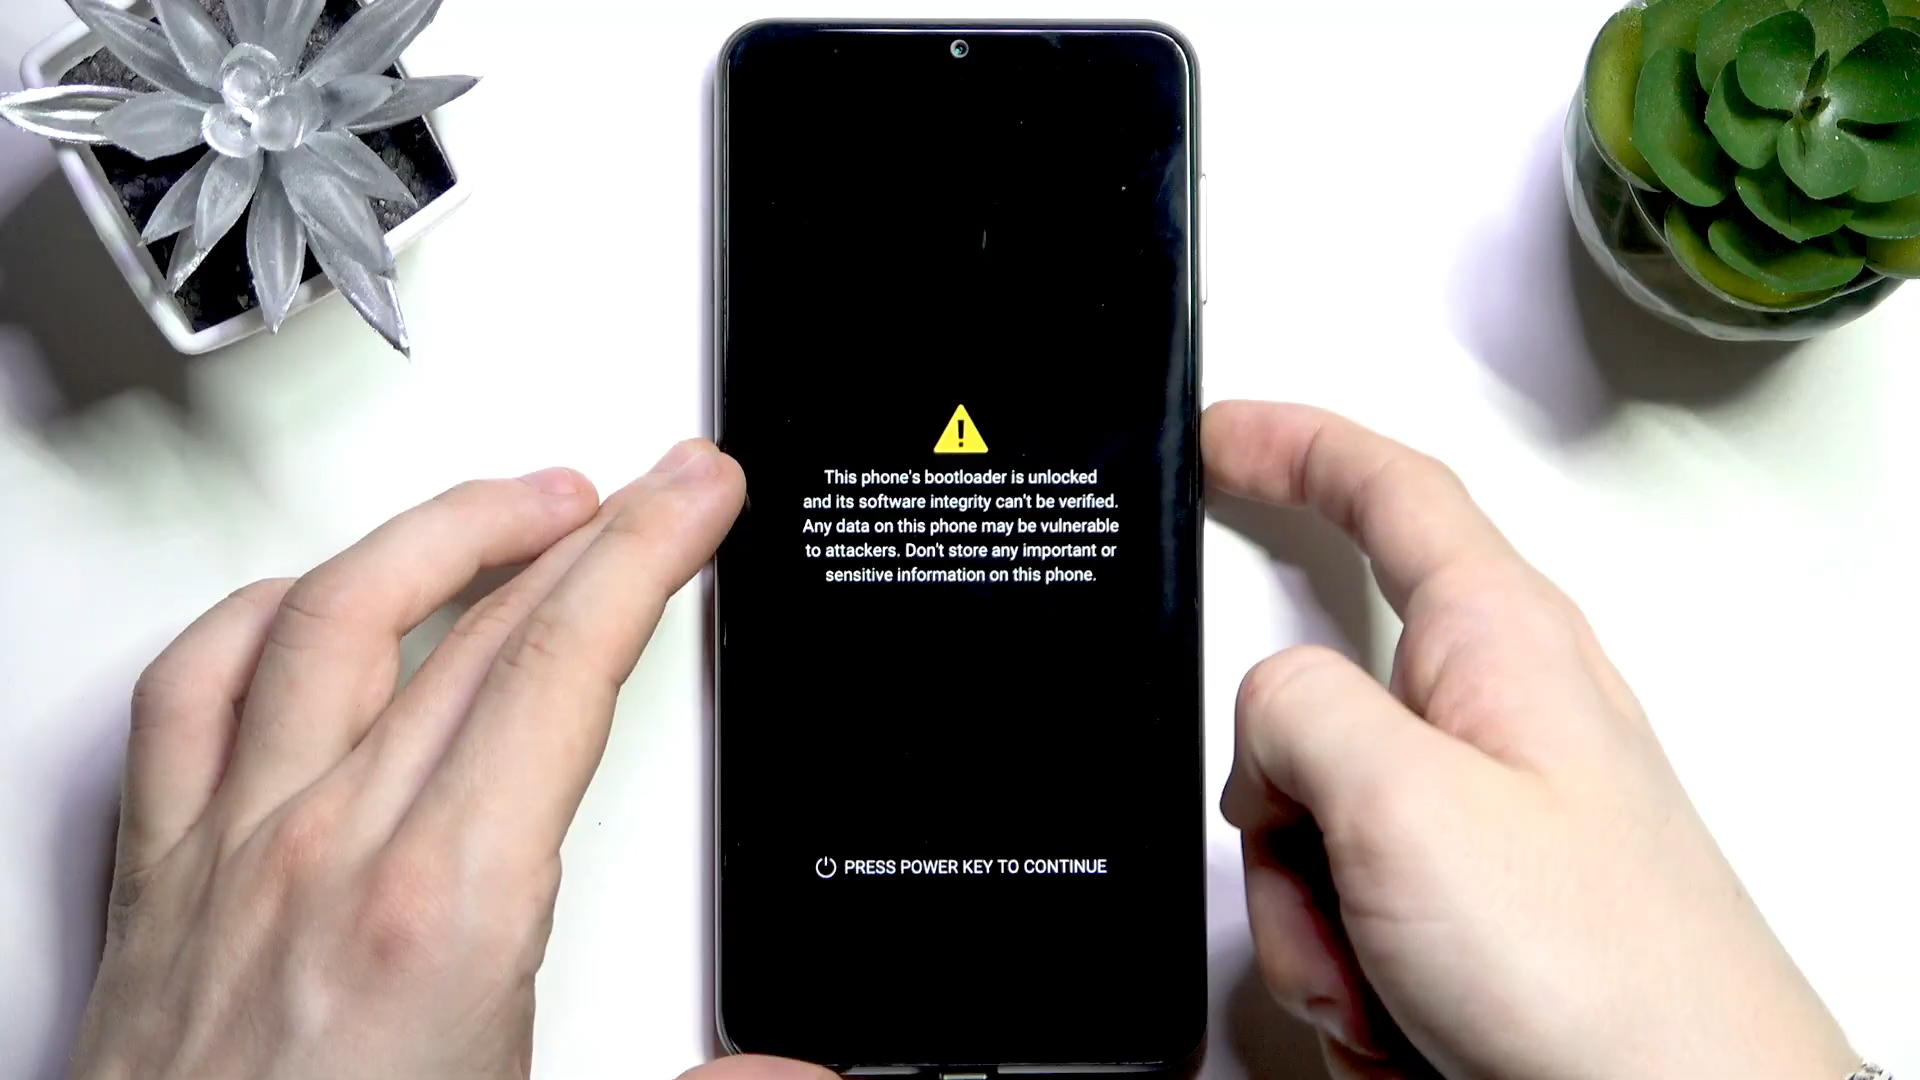 This phone's bootloader is unlocked
and its software integrity can't be verified.
Any data on this phone may be vulnerable
to attackers. Don't store any important or
sensitive information on this phone.
PRESS POWER KEY TO CONTINUE